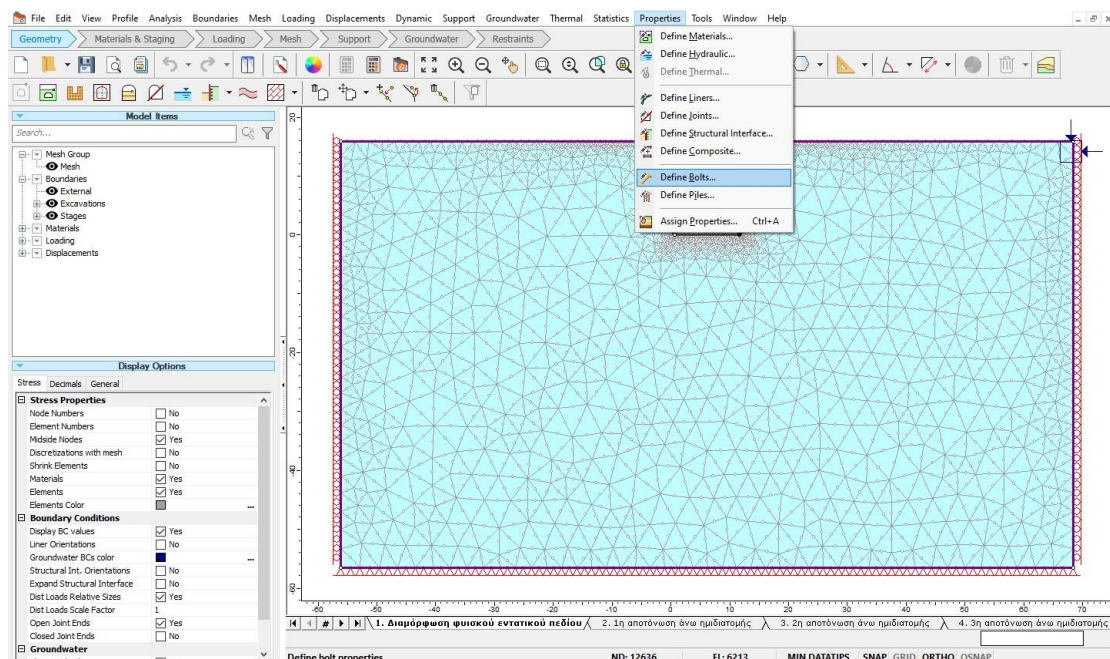 File Edit View Profile Analysis Boundaries Mesh Loading Displacements Dynamic Support Groundwater Thermal Statistics Properties Tools Window Help
Geometry Materials & Staging Loading Mesh Support Groundwater Restraints
Define Materials...
Define Hydraulic...
Define Thermal...
Define Liners...
Define Joints...
Define Structural Interface...
Define Composite...
Define Bolts...
Define Piles...
Assign Properties... Ctrl+A
Model Items
Search...
Mesh Group
Mesh
Boundaries
External
Excavations
Stages
Materials
Loading
Displacements
Display Options
Stress Decimals General
Stress Properties
Node Numbers No
Element Numbers No
Midside Nodes Yes
Discretizations with mesh No
Shrink Elements No
Materials Yes
Elements Yes
Elements Color ...
Boundary Conditions
Display BC values Yes
Liner Orientations No
Groundwater BCs color ...
Structural Int. Orientations No
Expand Structural Interface No
Dist Loads Relative Sizes Yes
Dist Loads Scale Factor 1
Open Joint Ends Yes
Closed Joint Ends No
Groundwater
20
0
-20
-40
-60
-60 -50 -40 -30 -20 -10 0 10 20 30 40 50 60 70
# 1. Διαμόρφωση φυσικού εντατικού πεδίου 2. 1η αποτόνωση άνω ημιδιατομής 3. 2η αποτόνωση άνω ημιδιατομής 4. 3η αποτόνωση άνω ημιδιατομής
Define bolt properties ND: 12636 EL: 6213 MIN DATATIPS SNAP GRID ORTHO OSNAP